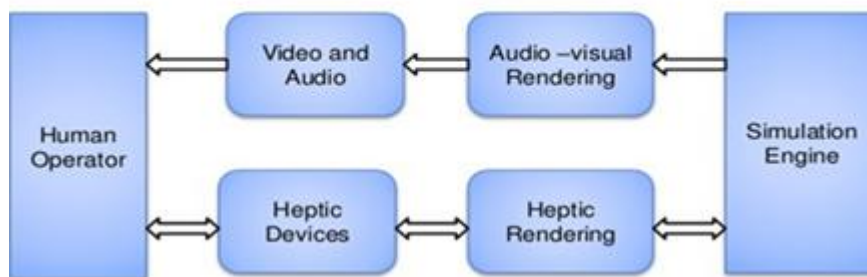 Human
Operator
Video and
Audio
Audio –visual
Rendering
Simulation
Engine
Heptic
Devices
Heptic
Rendering